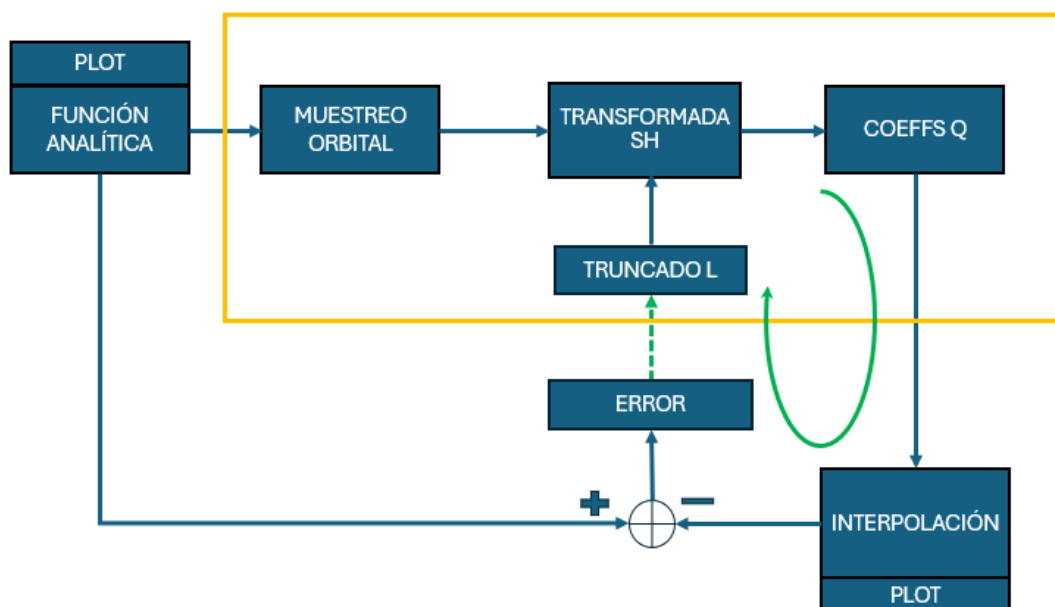 PLOT
FUNCIÓN
ANALÍTICA
MUESTREO
ORBITAL
TRANSFORMADA
SH
COEFFS Q
TRUNCADO L
ERROR
+
−
INTERPOLACIÓN
PLOT